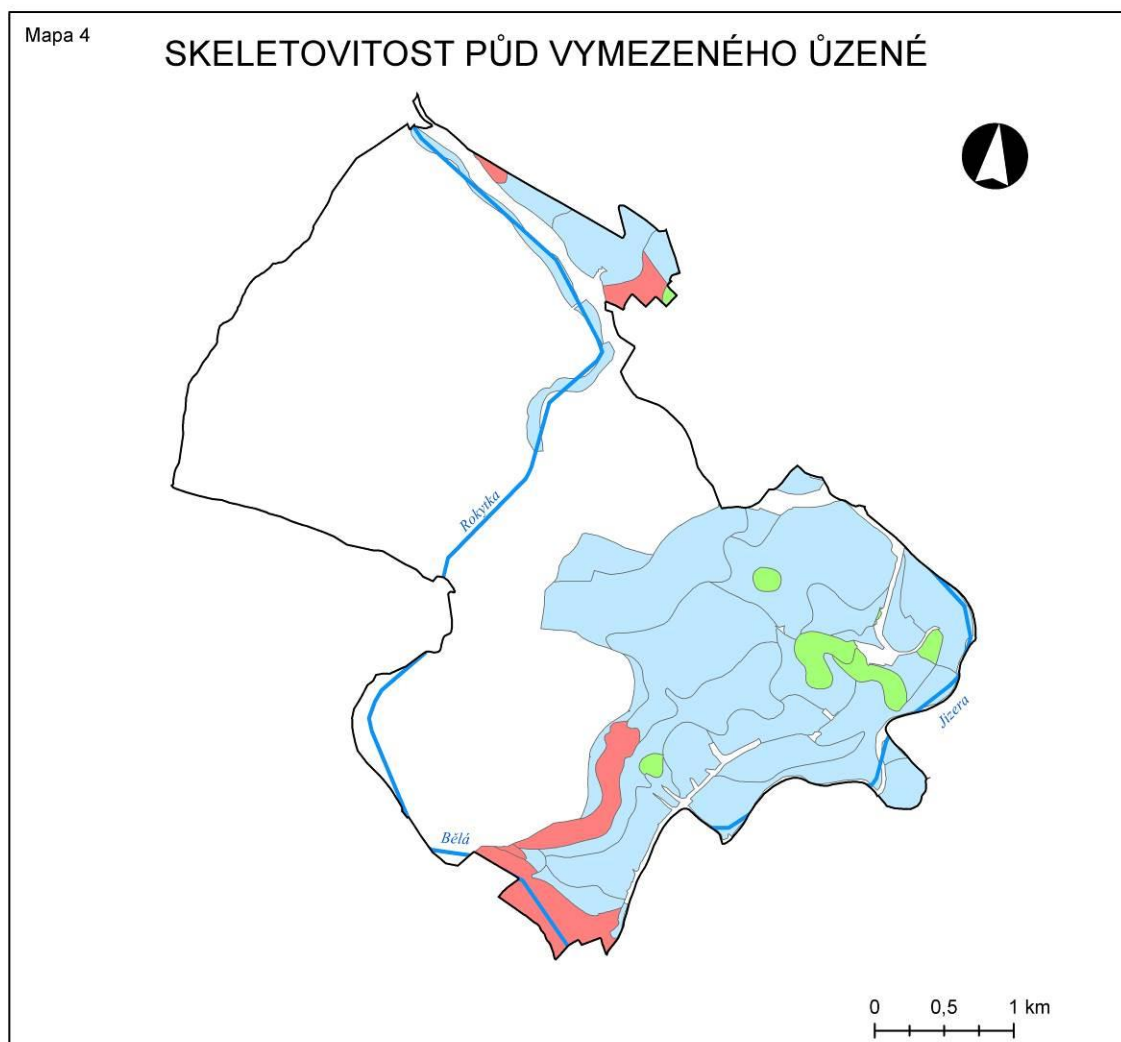 Mapa 4
SKELETOVITOST PŮD VYMEZENÉHO ŮZENÉ
Rokytka
Jizera
Bělá
0 0,5 1 km